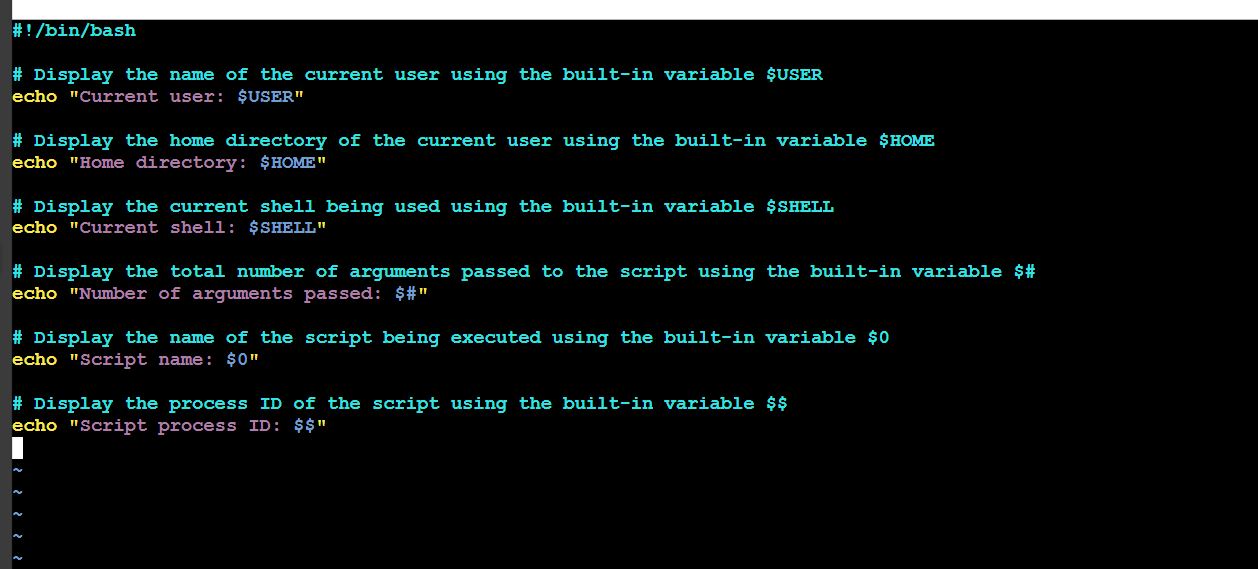 #!/bin/bash
# Display the name of the current user using the built-in variable $USER
echo "Current user: $USER"
# Display the home directory of the current user using the built-in variable $HOME
echo "Home directory: $HOME"
# Display the current shell being used using the built-in variable $SHELL
echo "Current shell: $SHELL"
# Display the total number of arguments passed to the script using the built-in variable $#
echo "Number of arguments passed: $#"
# Display the name of the script being executed using the built-in variable $0
echo "Script name: $0"
# Display the process ID of the script using the built-in variable $$
echo "Script process ID: $$"
~
~
~
~
~